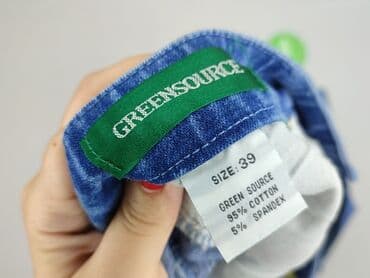 GREENSOURCE
SIZE: 39
GREEN SOURCE
95% COTTON
5% SPANDEX